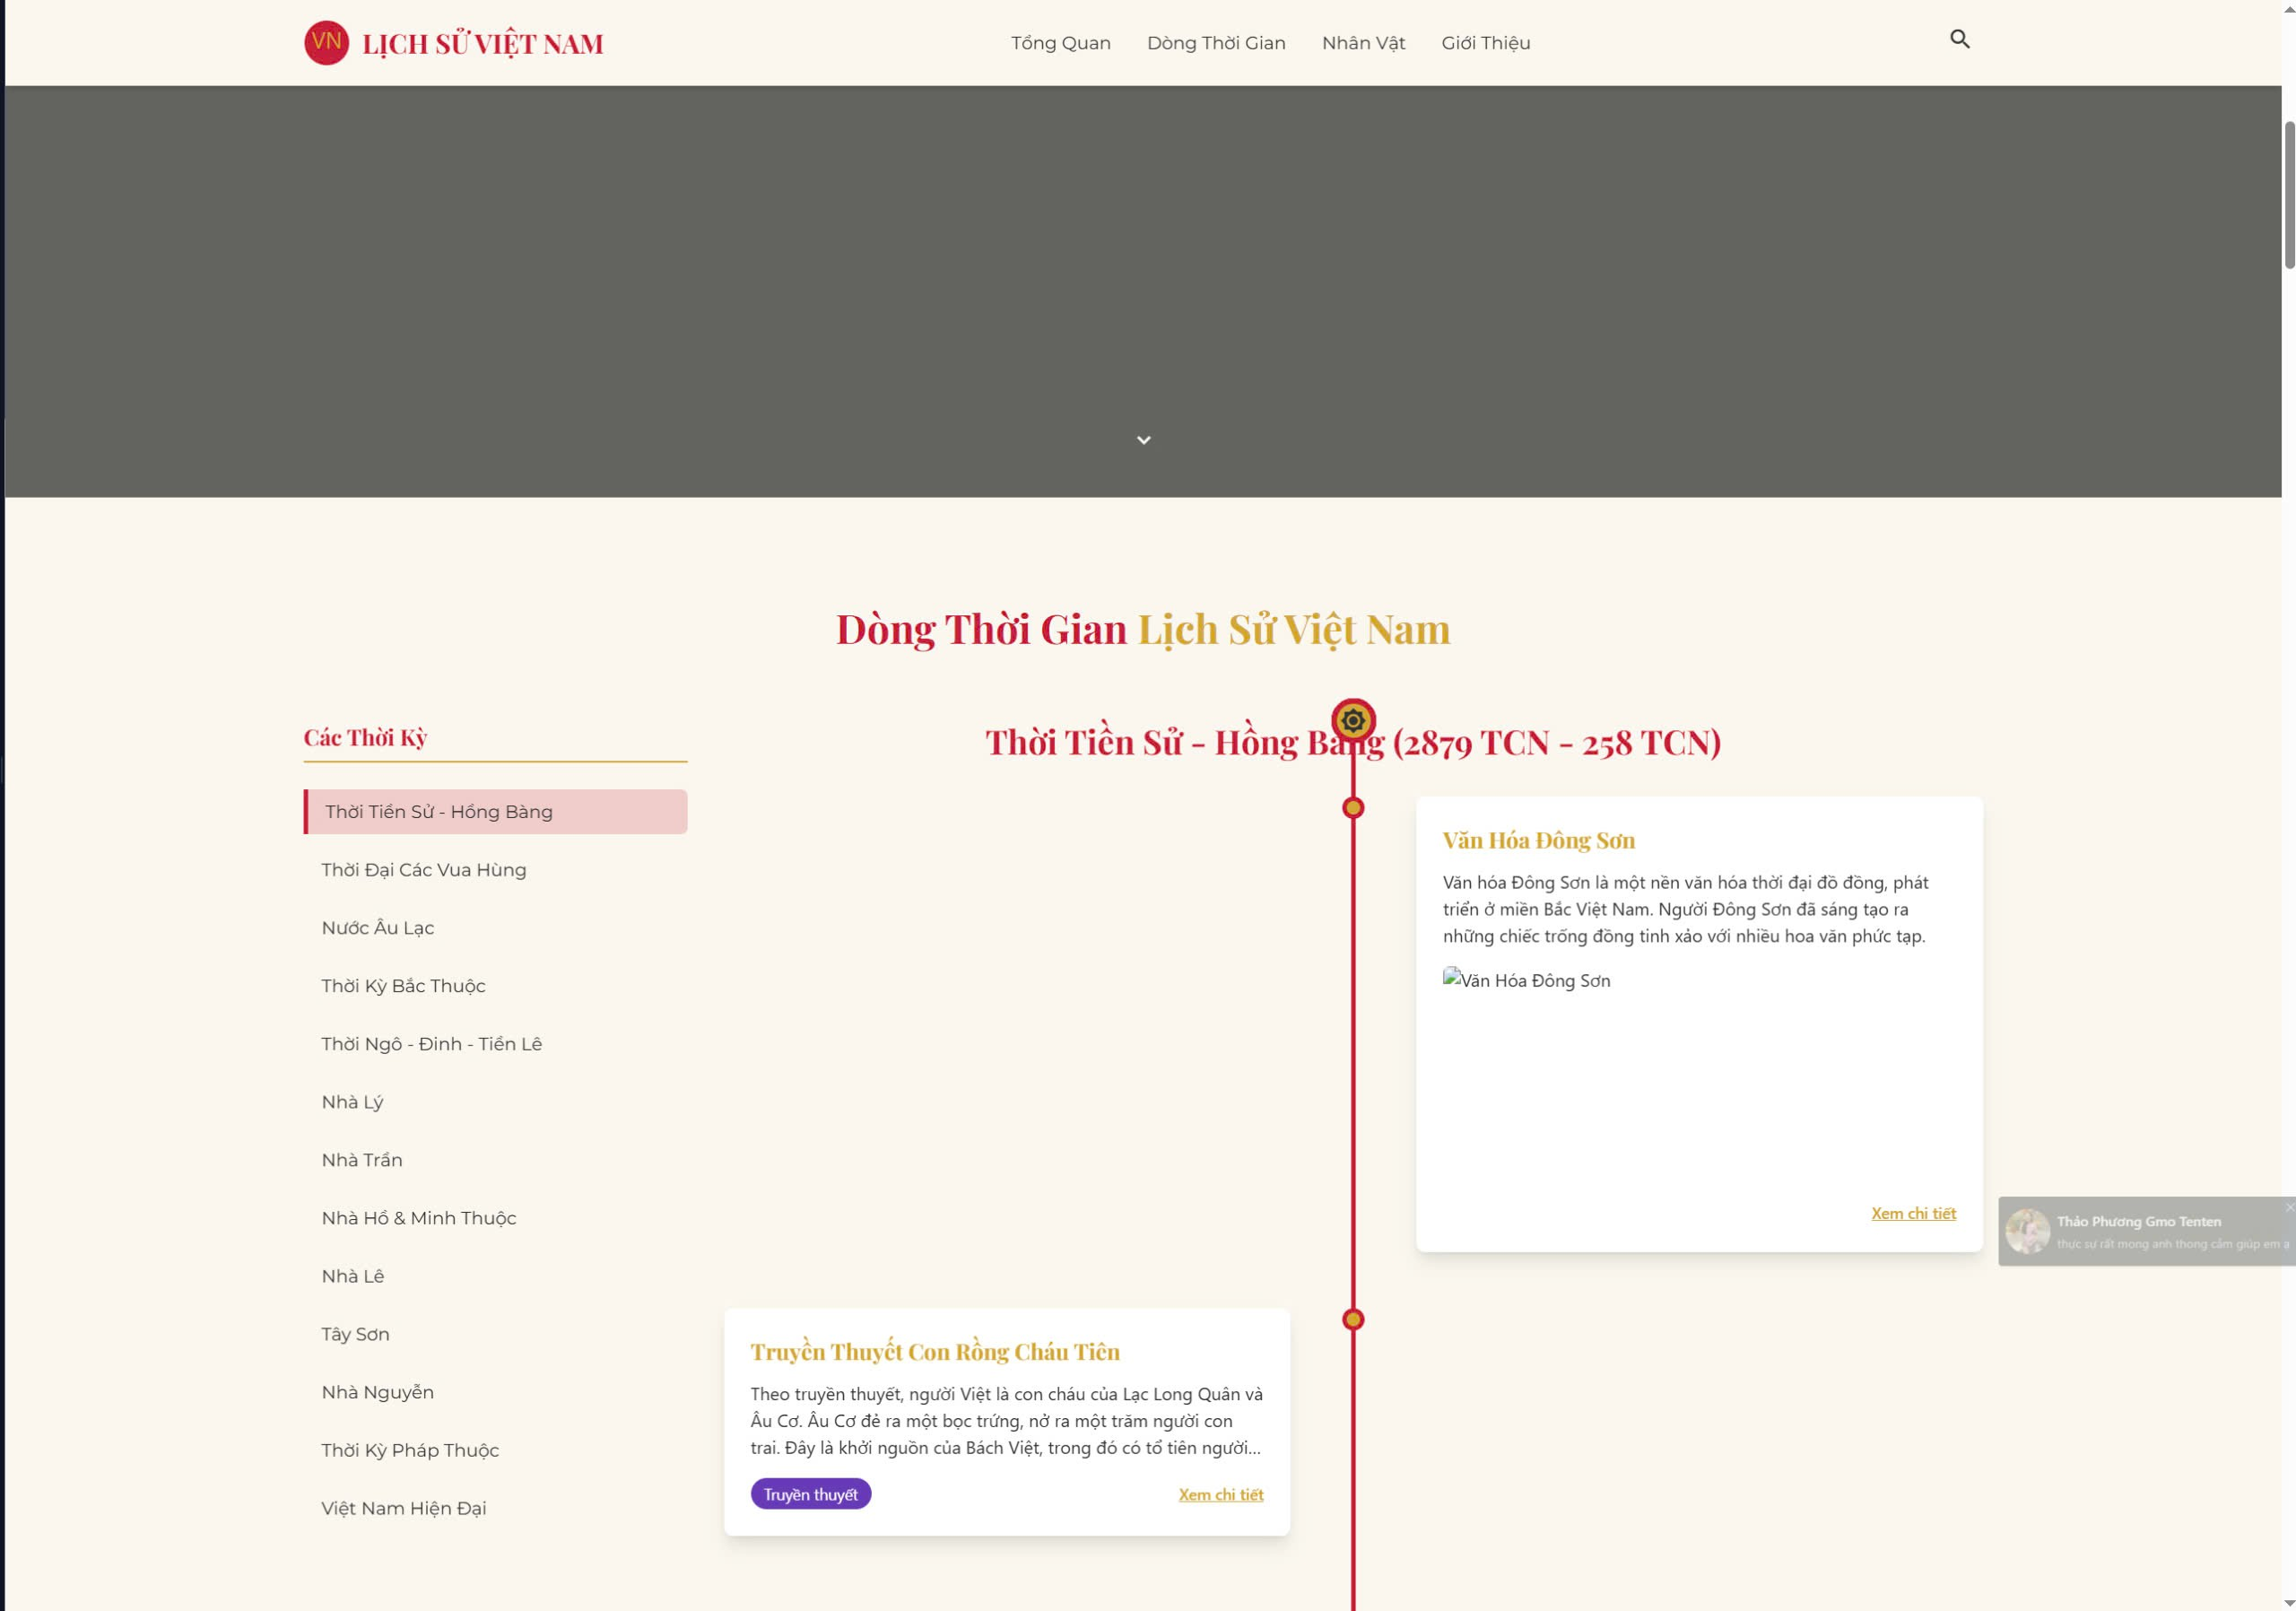 VN LỊCH SỬ VIỆT NAM
Tổng Quan
Dòng Thời Gian
Nhân Vật
Giới Thiệu
Dòng Thời Gian Lịch Sử Việt Nam
Các Thời Kỳ
Thời Tiền Sử - Hồng Bàng
Thời Đại Các Vua Hùng
Nước Âu Lạc
Thời Kỳ Bắc Thuộc
Thời Ngô - Đinh - Tiền Lê
Nhà Lý
Nhà Trần
Nhà Hồ & Minh Thuộc
Nhà Lê
Tây Sơn
Nhà Nguyễn
Thời Kỳ Pháp Thuộc
Việt Nam Hiện Đại
Thời Tiền Sử - Hồng Bàng (2879 TCN - 258 TCN)
Văn Hóa Đông Sơn
Văn hóa Đông Sơn là một nền văn hóa thời đại đồ đồng, phát
triển ở miền Bắc Việt Nam. Người Đông Sơn đã sáng tạo ra
những chiếc trống đồng tinh xảo với nhiều hoa văn phức tạp.
Văn Hóa Đông Sơn
Xem chi tiết
Thảo Phương Gmo Tenten
thực sự rất mong anh thong cảm giúp em ạ
Truyền Thuyết Con Rồng Cháu Tiên
Theo truyền thuyết, người Việt là con cháu của Lạc Long Quân và
Âu Cơ. Âu Cơ đẻ ra một bọc trứng, nở ra một trăm người con
trai. Đây là khởi nguồn của Bách Việt, trong đó có tổ tiên người...
Truyền thuyết
Xem chi tiết